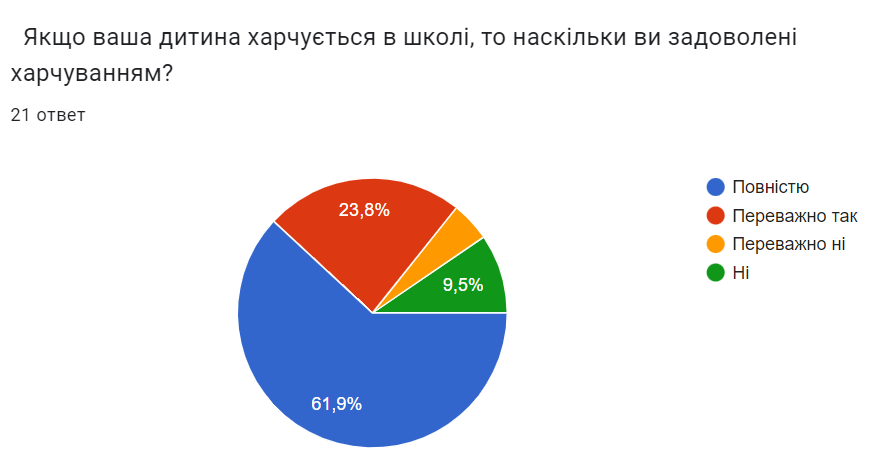 Якщо ваша дитина харчується в школі, то наскільки ви задоволені
харчуванням?
21 ответ
23,8%
9,5%
61,9%
Повністю
Переважно так
Переважно ні
Ні